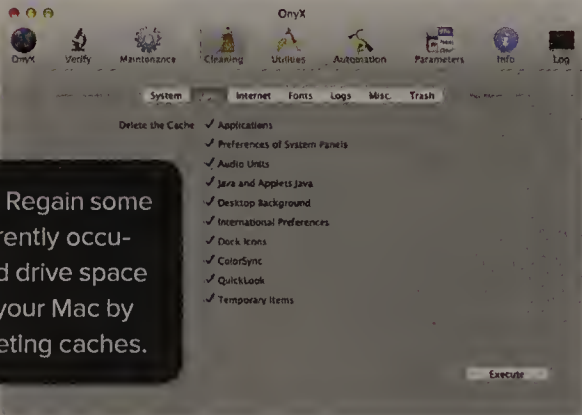 OnyX
OnyX Verify Maintenance Cleaning Utilities Automation Parameters Info Log
System Internet Fonts Logs Misc. Trash
Delete the Cache ✓ Applications
✓ Preferences of System Panels
✓ Audio Units
✓ Java and Applets Java
✓ Desktop Background
✓ International Preferences
✓ Dock Icons
✓ ColorSync
✓ QuickLook
✓ Temporary Items
Regain some
rently occu-
d drive space
your Mac by
eting caches.
Execute